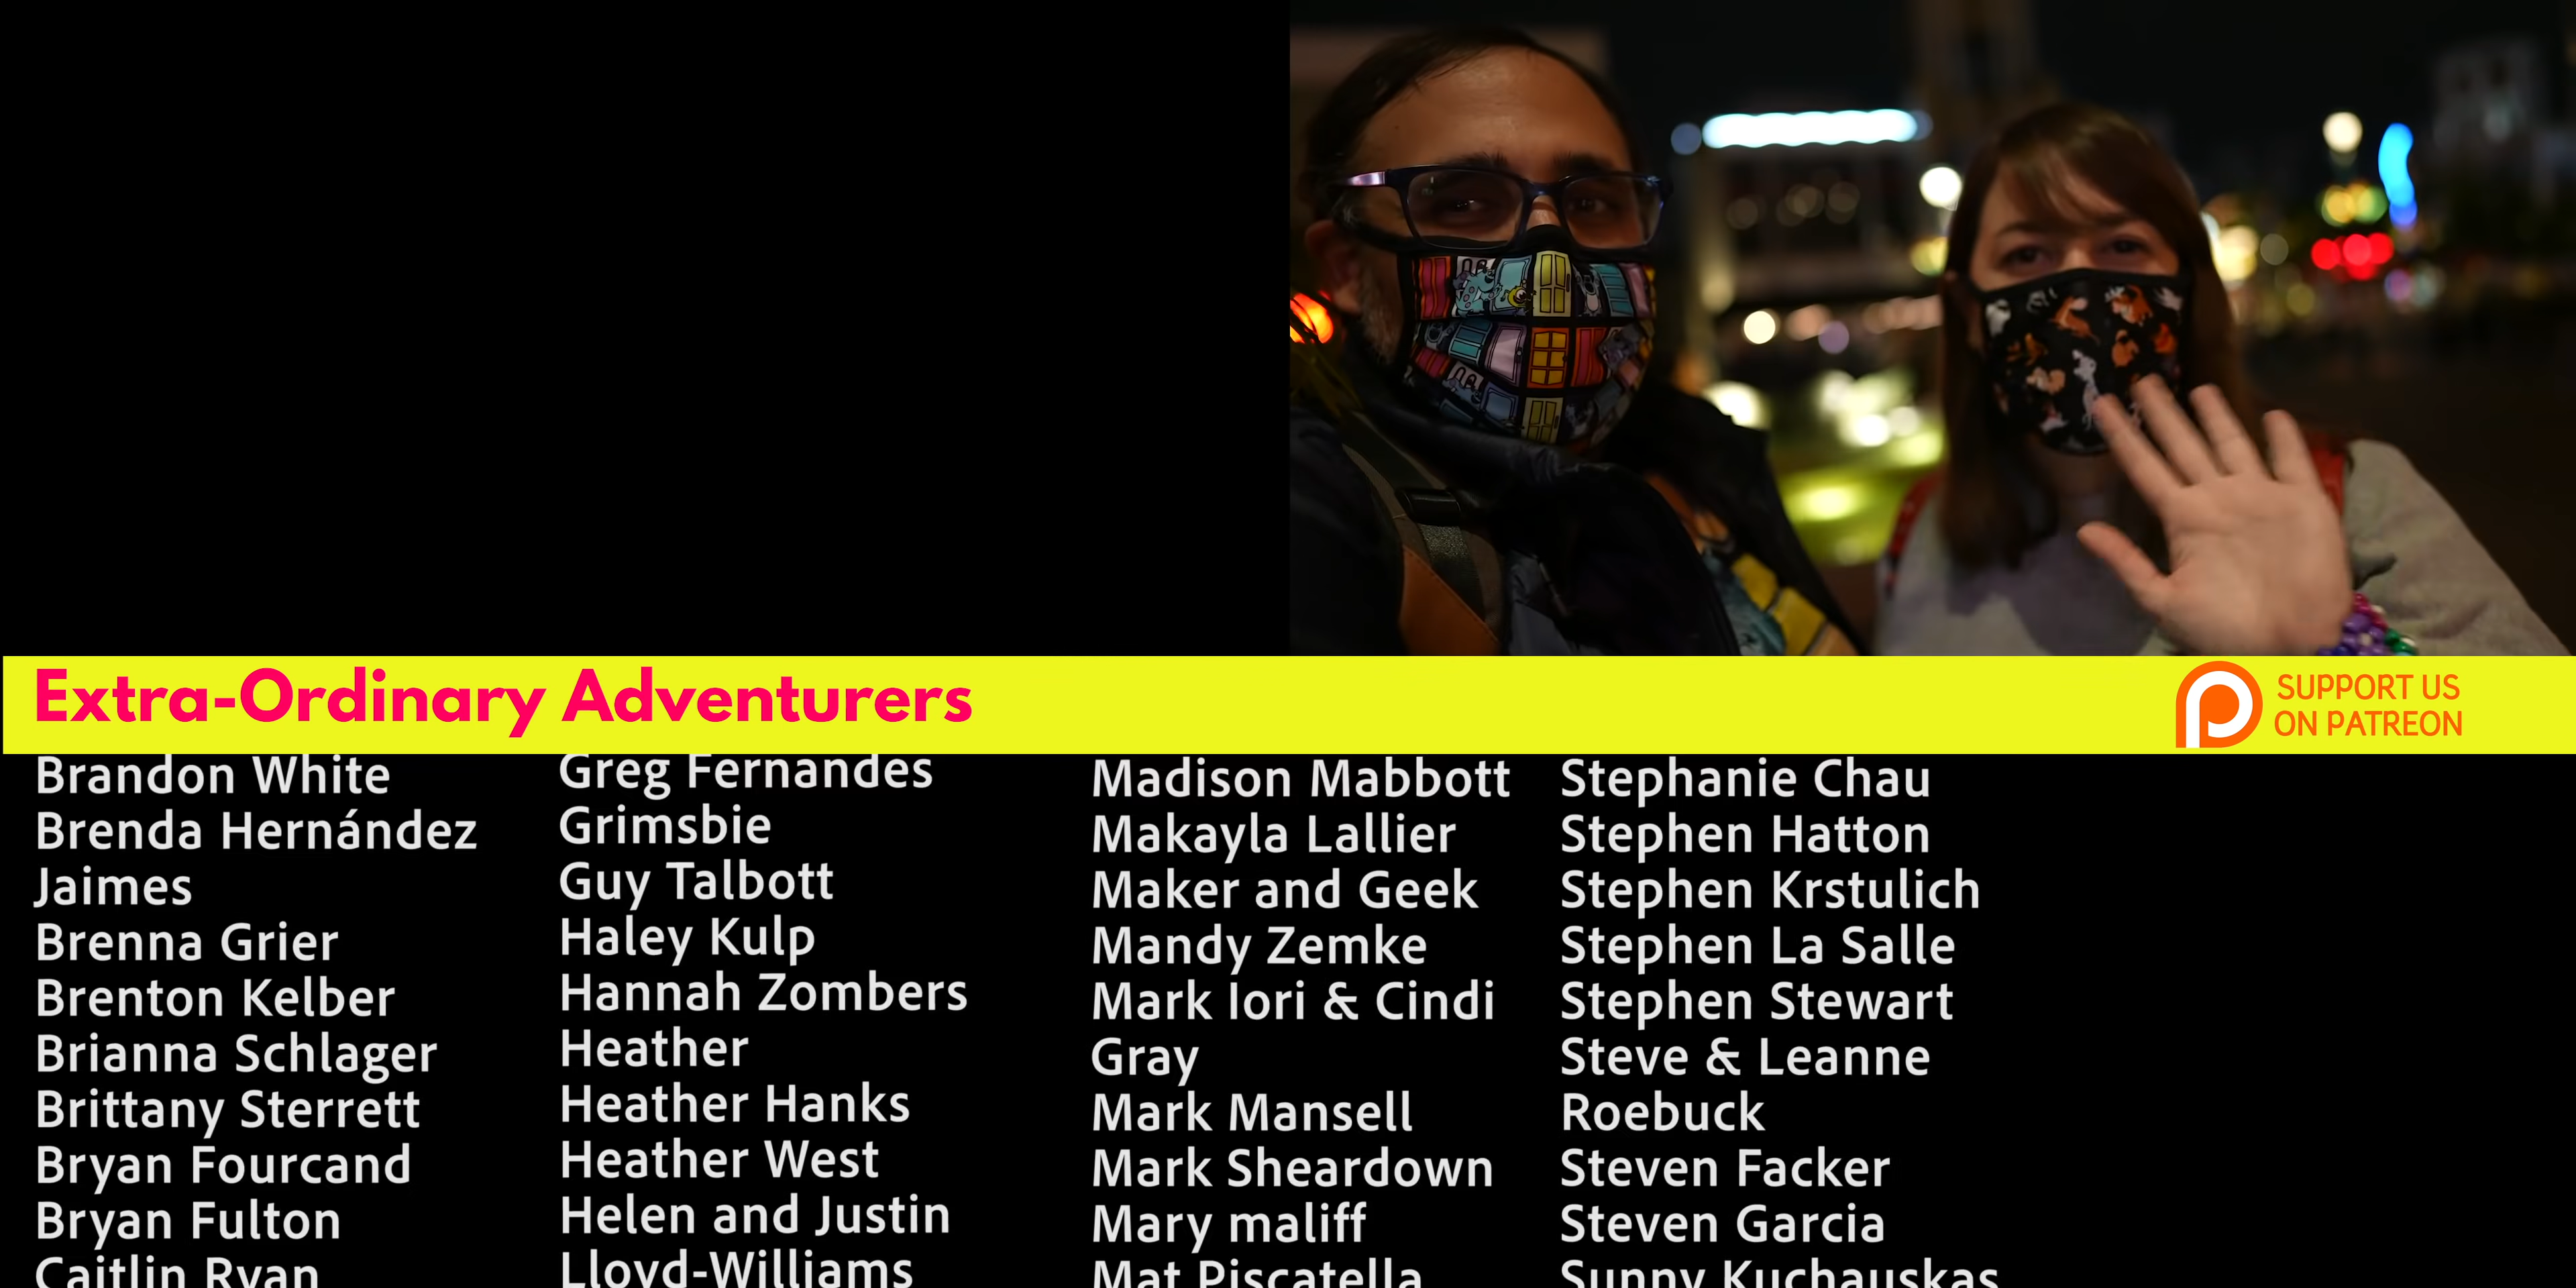 Extra-Ordinary Adventurers
SUPPORT US
ON PATREON
Brandon White
Brenda Hernández
Jaimes
Brenna Grier
Brenton Kelber
Brianna Schlager
Brittany Sterrett
Bryan Fourcand
Bryan Fulton
Caitlin Ryan
Greg Fernandes
Grimsbie
Guy Talbott
Haley Kulp
Hannah Zombers
Heather
Heather Hanks
Heather West
Helen and Justin
Lloyd-Williams
Madison Mabbott
Makayla Lallier
Maker and Geek
Mandy Zemke
Mark Iori & Cindi
Gray
Mark Mansell
Mark Sheardown
Mary maliff
Mat Piscatella
Stephanie Chau
Stephen Hatton
Stephen Krstulich
Stephen La Salle
Stephen Stewart
Steve & Leanne
Roebuck
Steven Facker
Steven Garcia
Sunny Kuchauskas